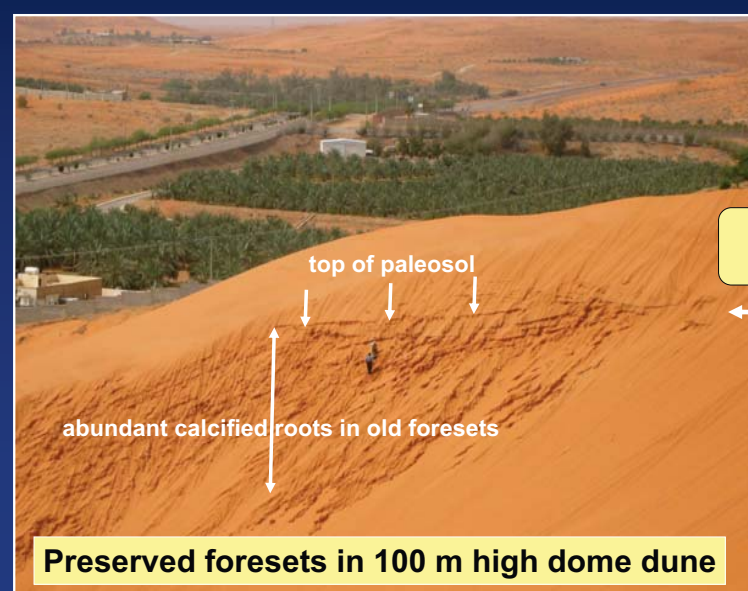 top of paleosol
abundant calcified roots in old foresets
Preserved foresets in 100 m high dome dune